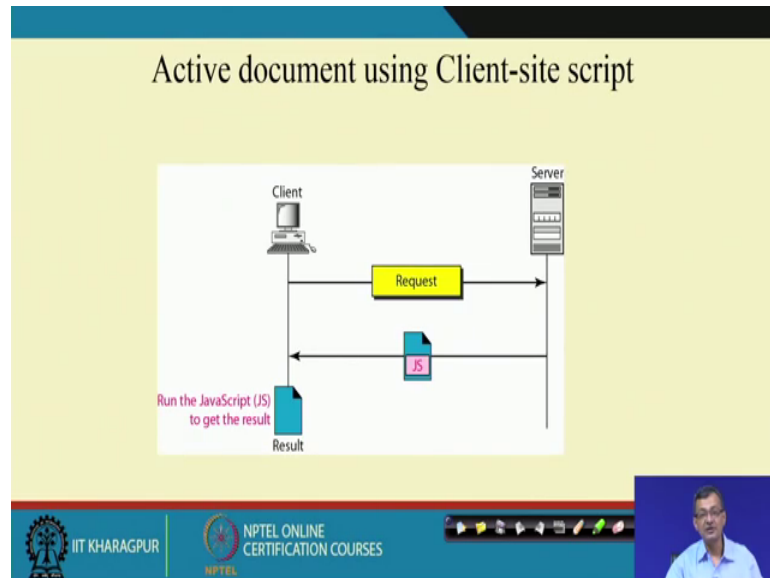 Active document using Client-site script
Client
Server
Request
JS
Run the JavaScript (JS)
to get the result
Result
IIT KHARAGPUR
NPTEL
NPTEL ONLINE
CERTIFICATION COURSES